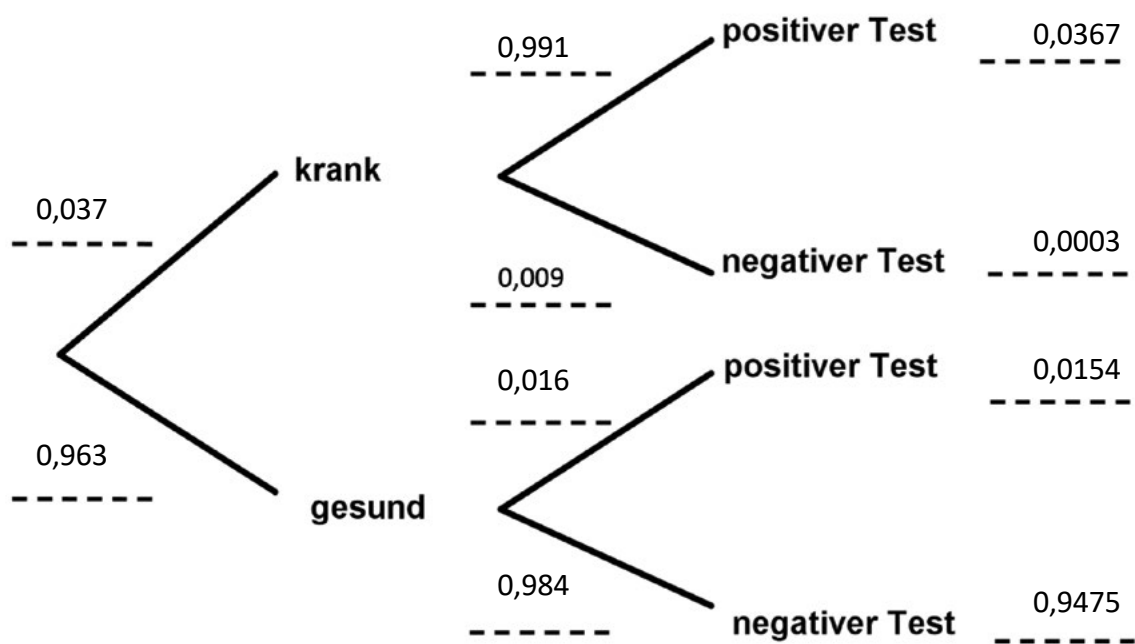 0,991
positiver Test
0,0367
krank
0,037
negativer Test
0,0003
0,009
0,016
positiver Test
0,0154
0,963
gesund
0,984
negativer Test
0,9475